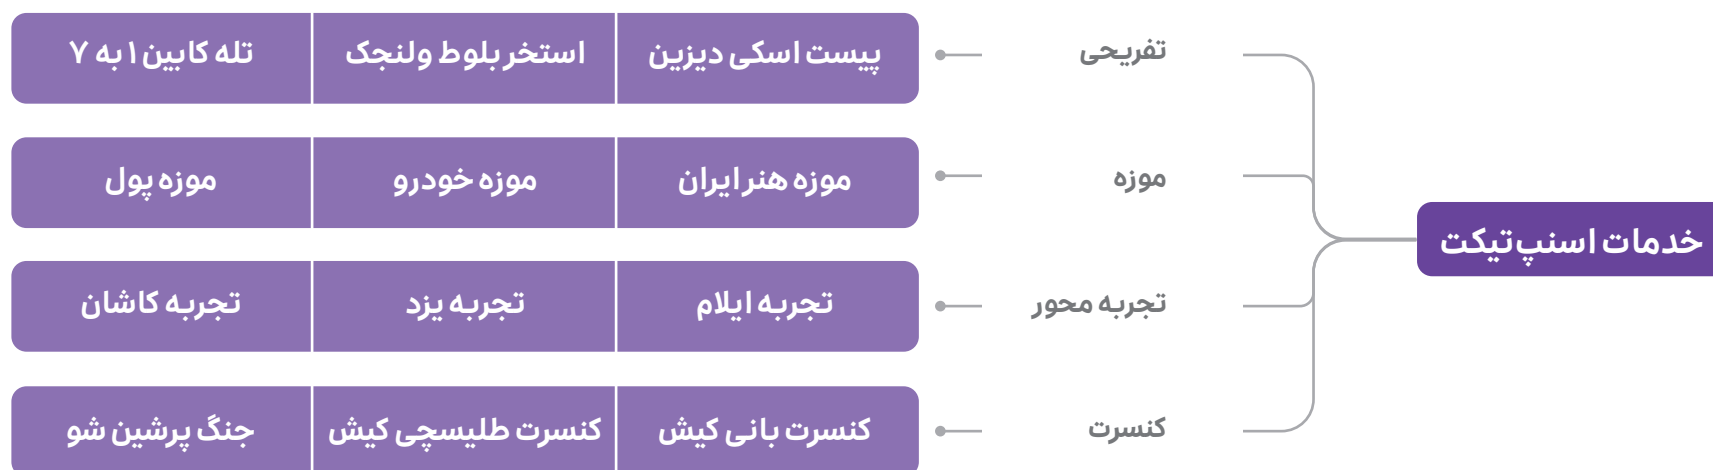 خدمات اسنپ‌تیکت
تفریحی
پیست اسکی دیزین
استخر بلوط ولنجک
تله کابین ۱ به ۷
موزه
موزه هنر ایران
موزه خودرو
موزه پول
تجربه محور
تجربه ایلام
تجربه یزد
تجربه کاشان
کنسرت
کنسرت بانی کیش
کنسرت طلیسچی کیش
جنگ پرشین شو